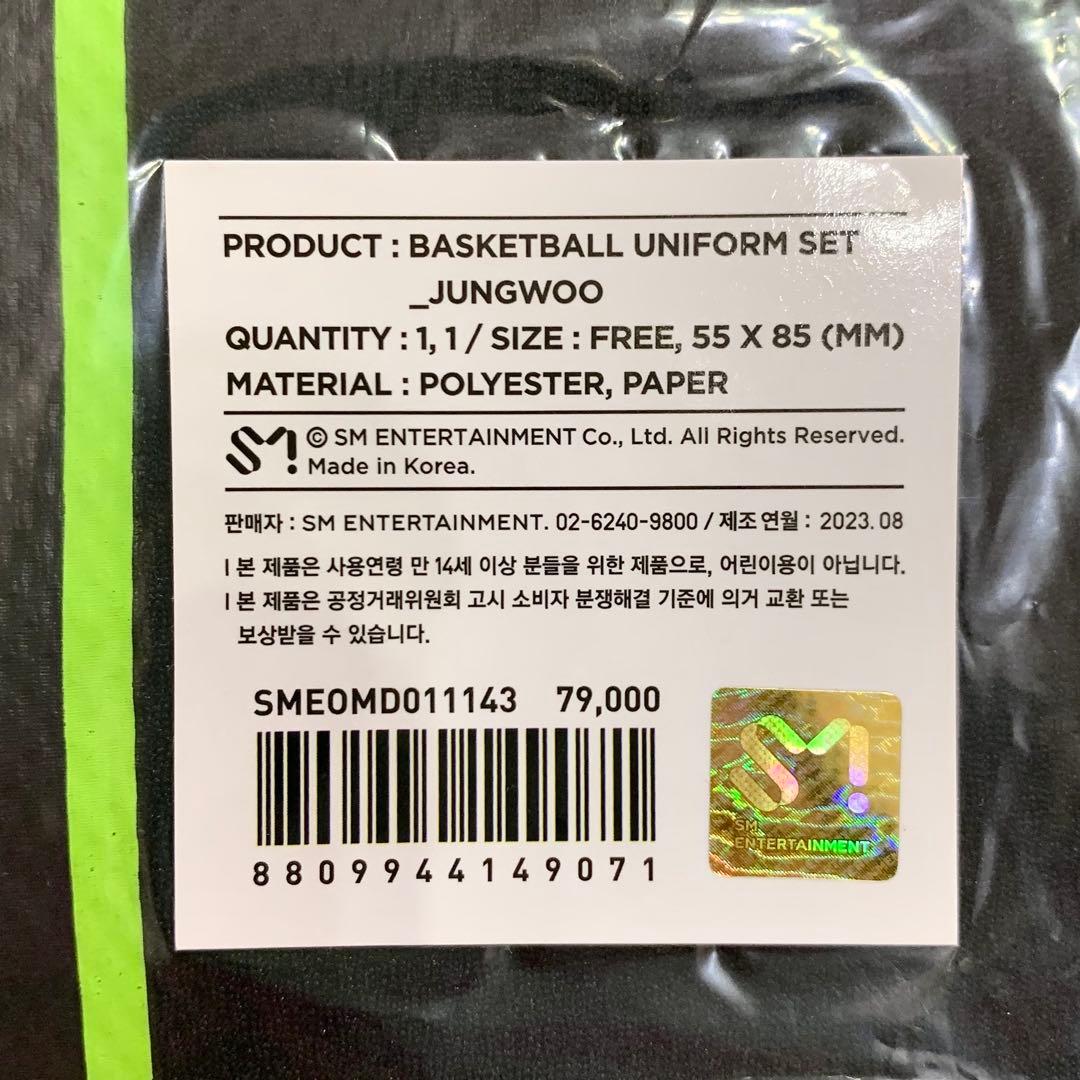 PRODUCT : BASKETBALL UNIFORM SET
_JUNGWOO
QUANTITY : 1, 1 / SIZE : FREE, 55 X 85 (MM)
MATERIAL : POLYESTER, PAPER
SM! © SM ENTERTAINMENT Co., Ltd. All Rights Reserved.
Made in Korea.
판매자 : SM ENTERTAINMENT. 02-6240-9800 / 제조연월 : 2023. 08
I 본 제품은 사용연령 만 14세 이상 분들을 위한 제품으로, 어린이용이 아닙니다.
I 본 제품은 공정거래위원회 고시 소비자 분쟁해결 기준에 의거 교환 또는
보상받을 수 있습니다.
SMEOMD011143 79,000
8809944149071
SM!
SM
ENTERTAINMENT